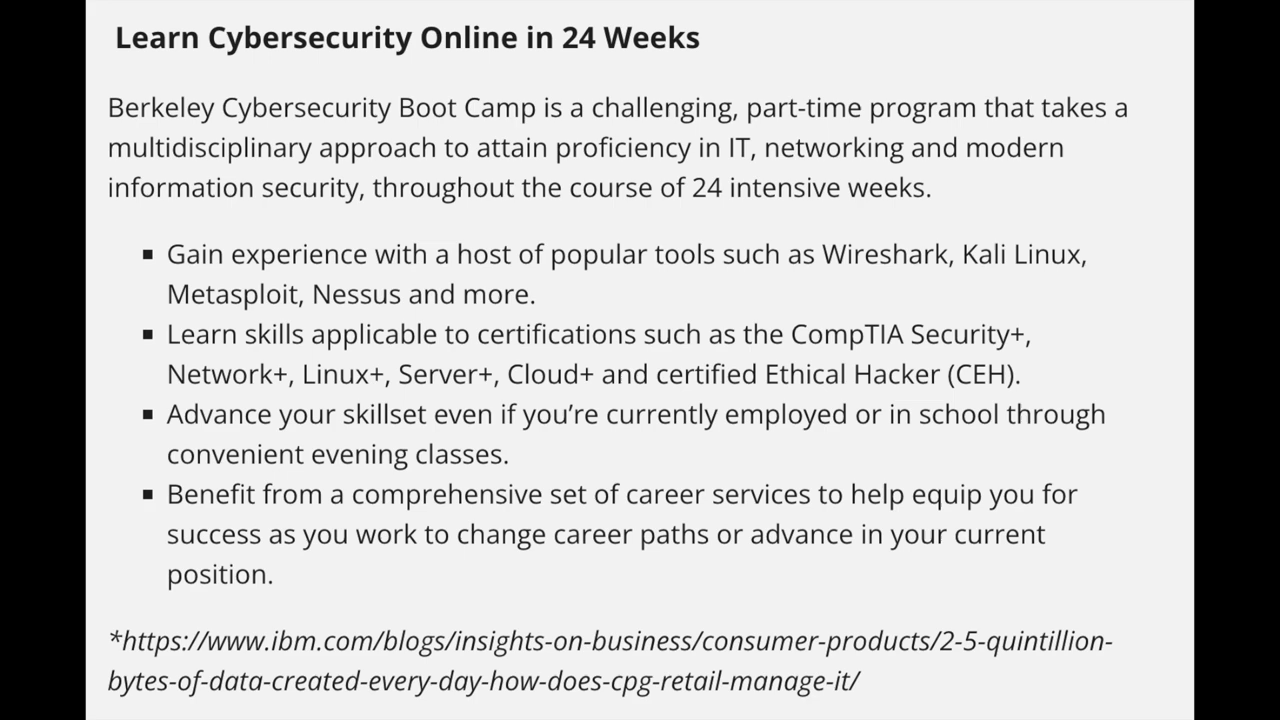 Learn Cybersecurity Online in 24 Weeks
Berkeley Cybersecurity Boot Camp is a challenging, part-time program that takes a
multidisciplinary approach to attain proficiency in IT, networking and modern
information security, throughout the course of 24 intensive weeks.
▪ Gain experience with a host of popular tools such as Wireshark, Kali Linux,
Metasploit, Nessus and more.
▪ Learn skills applicable to certifications such as the CompTIA Security+,
Network+, Linux+, Server+, Cloud+ and certified Ethical Hacker (CEH).
▪ Advance your skillset even if you’re currently employed or in school through
convenient evening classes.
▪ Benefit from a comprehensive set of career services to help equip you for
success as you work to change career paths or advance in your current
position.
*https://www.ibm.com/blogs/insights-on-business/consumer-products/2-5-quintillion-
bytes-of-data-created-every-day-how-does-cpg-retail-manage-it/